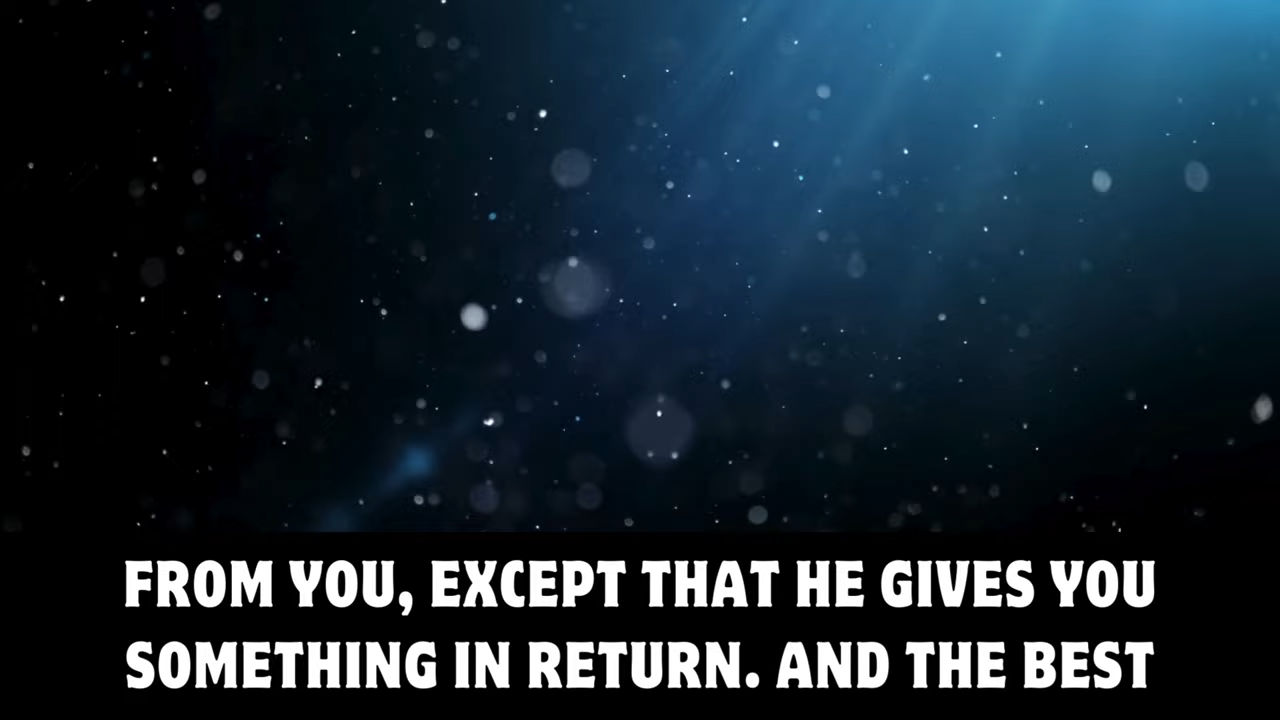 FROM YOU, EXCEPT THAT HE GIVES YOU
SOMETHING IN RETURN. AND THE BEST